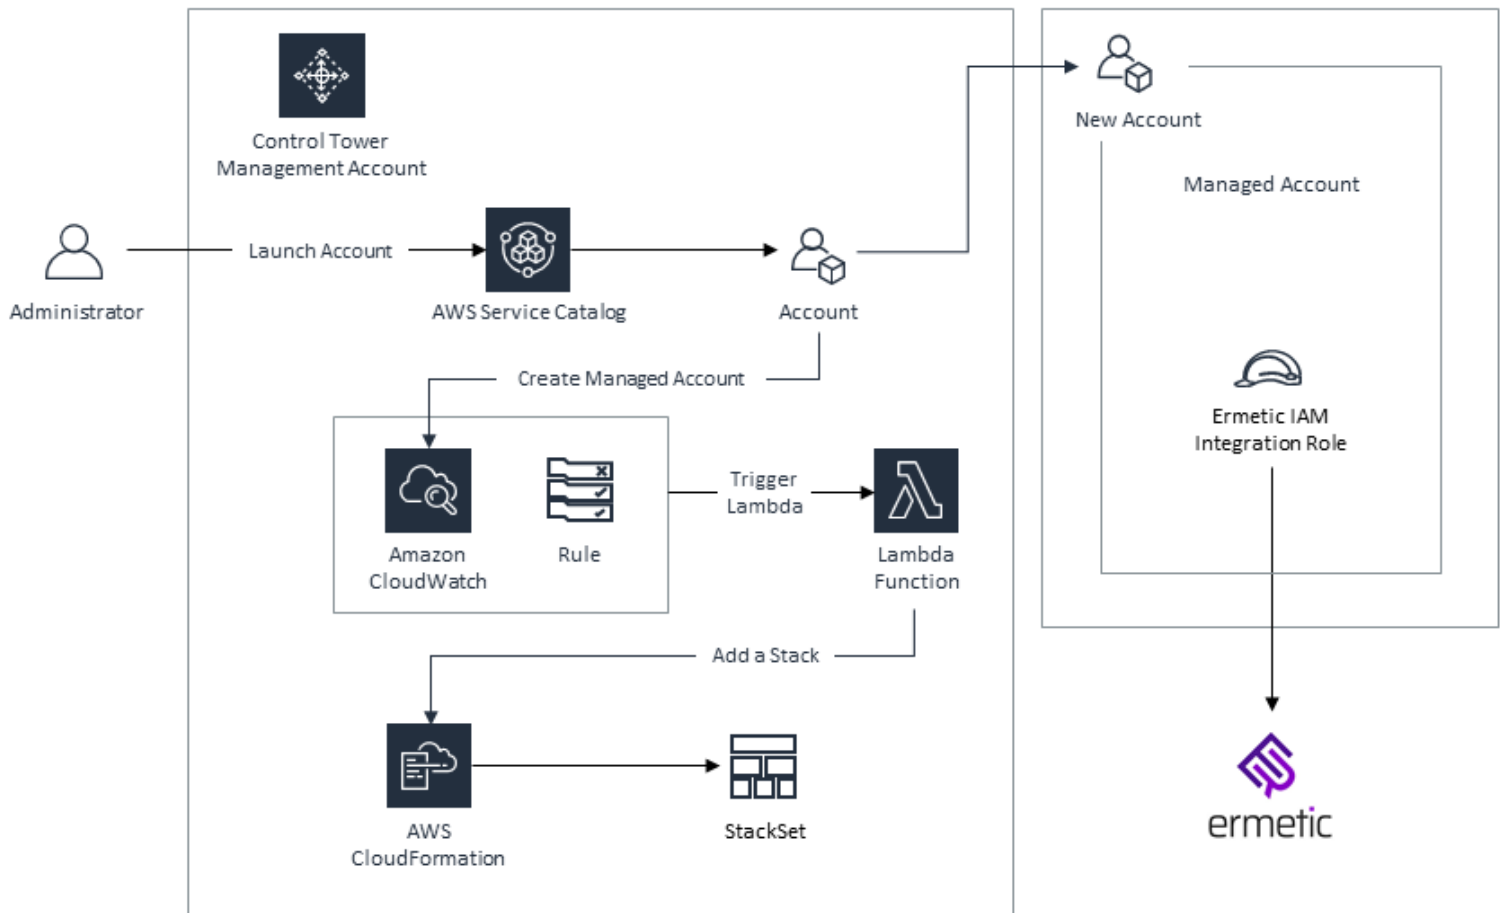 Control Tower
Management Account
New Account
Managed Account
Launch Account
Administrator
AWS Service Catalog
Account
Create Managed Account
Ermetic IAM
Integration Role
Trigger
Lambda
Amazon
CloudWatch
Rule
Lambda
Function
Add a Stack
AWS
CloudFormation
StackSet
ermetic